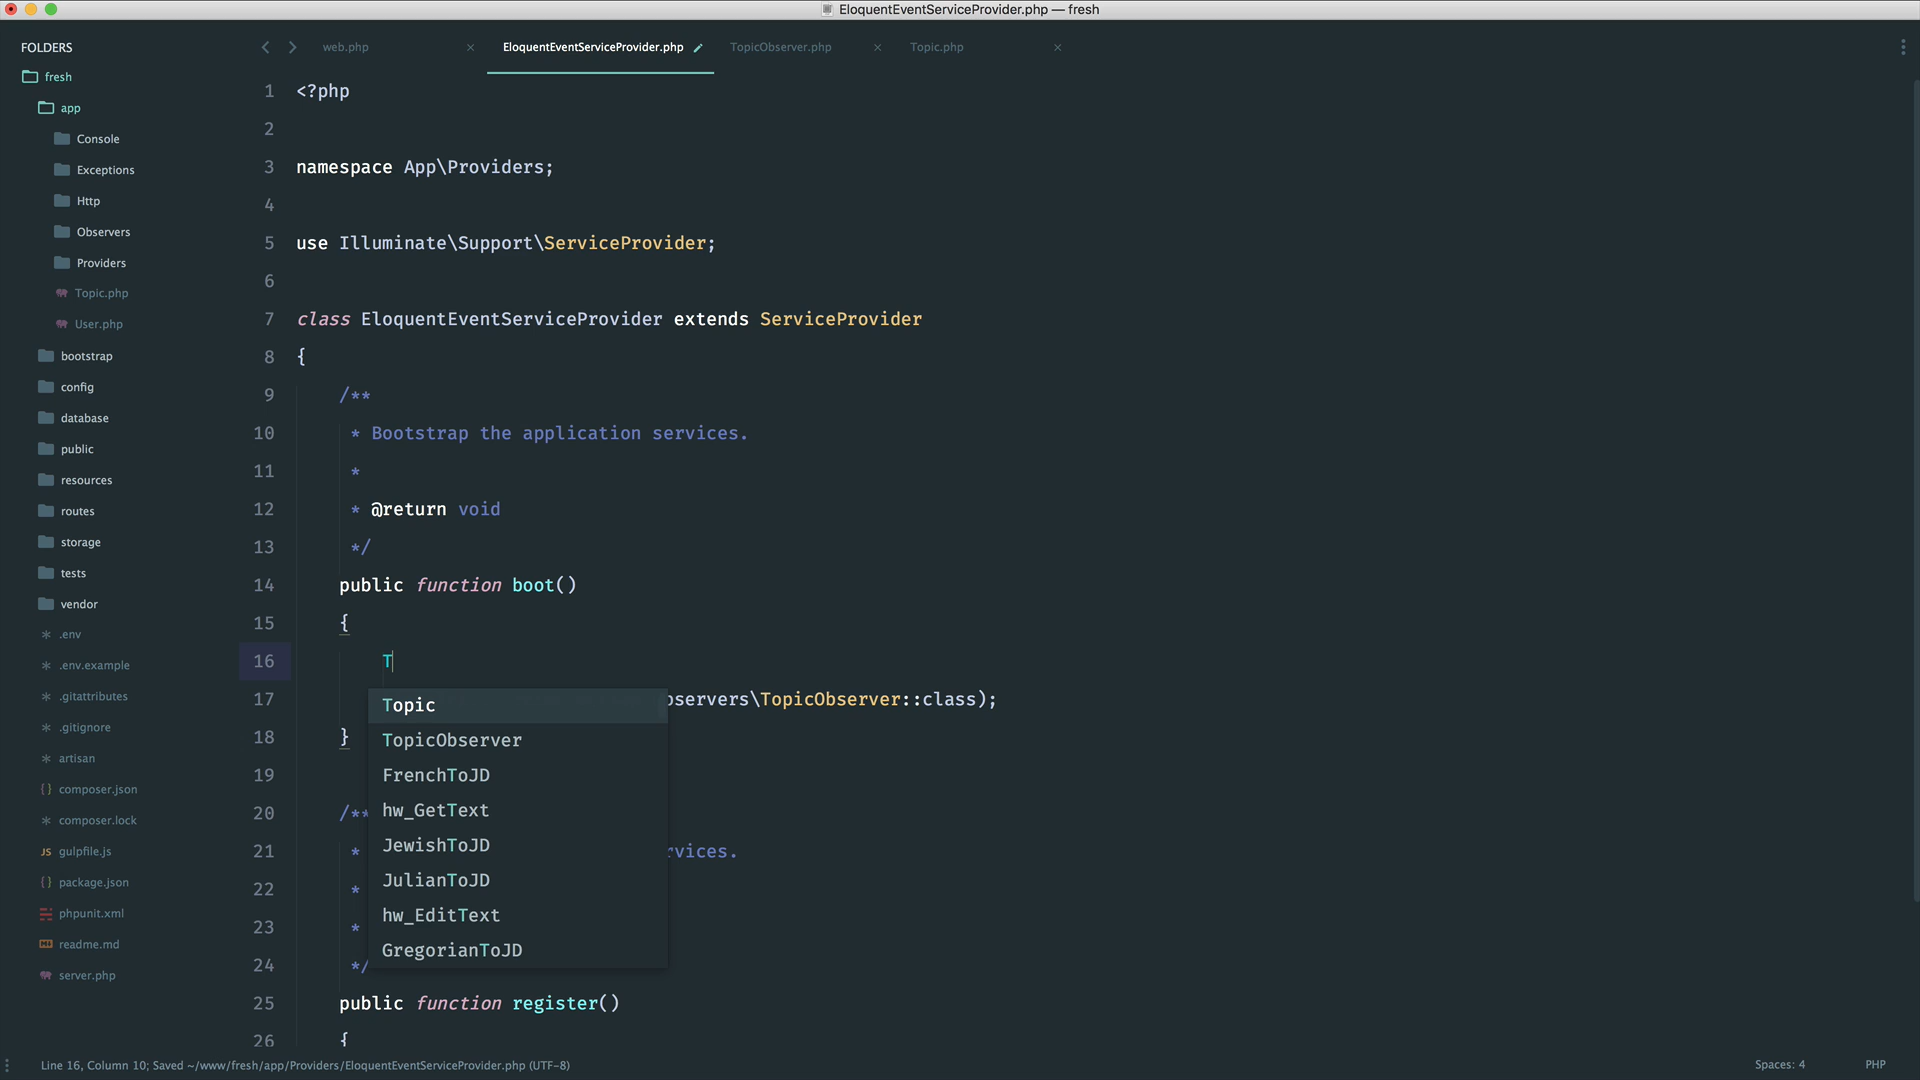 EloquentEventServiceProvider.php — fresh
FOLDERS
fresh
app
Console
Exceptions
Http
Observers
Providers
Topic.php
User.php
bootstrap
config
database
public
resources
routes
storage
tests
vendor
.env
.env.example
.gitattributes
.gitignore
artisan
composer.json
composer.lock
gulpfile.js
package.json
phpunit.xml
readme.md
server.php
web.php
EloquentEventServiceProvider.php
TopicObserver.php
Topic.php
1 <?php
2
3 namespace App\Providers;
4
5 use Illuminate\Support\ServiceProvider;
6
7 class EloquentEventServiceProvider extends ServiceProvider
8 {
9 /**
10 * Bootstrap the application services.
11 *
12 * @return void
13 */
14 public function boot()
15 {
16 T
17 bservers\TopicObserver::class);
18 }
19
20 /**
21 * rvices.
22 *
23 *
24 */
25 public function register()
26 {
Topic
TopicObserver
FrenchToJD
hw_GetText
JewishToJD
JulianToJD
hw_EditText
GregorianToJD
Line 16, Column 10; Saved ~/www/fresh/app/Providers/EloquentEventServiceProvider.php (UTF-8)
Spaces: 4
PHP